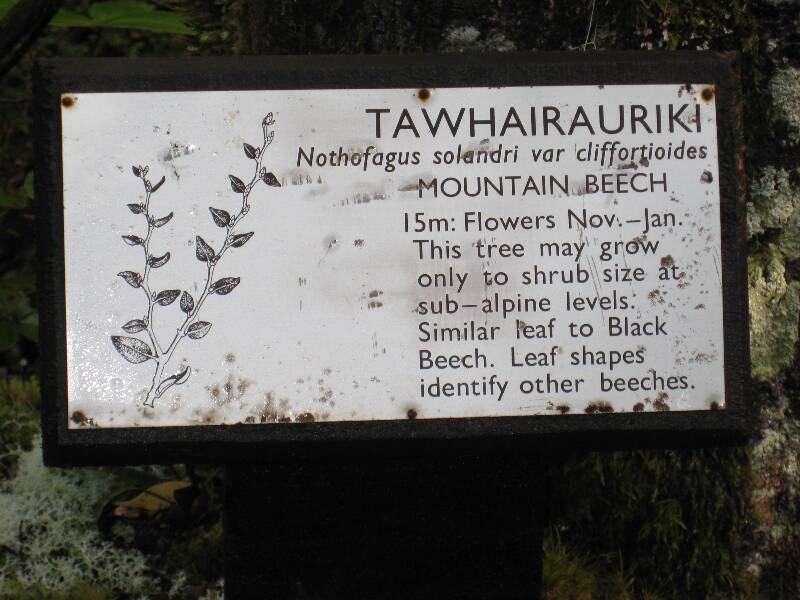 TAWHAIRAURIKI
Nothofagus solandri var cliffortioides
MOUNTAIN BEECH
15m: Flowers Nov.–Jan.
This tree may grow
only to shrub size at
sub–alpine levels.
Similar leaf to Black
Beech. Leaf shapes
identify other beeches.